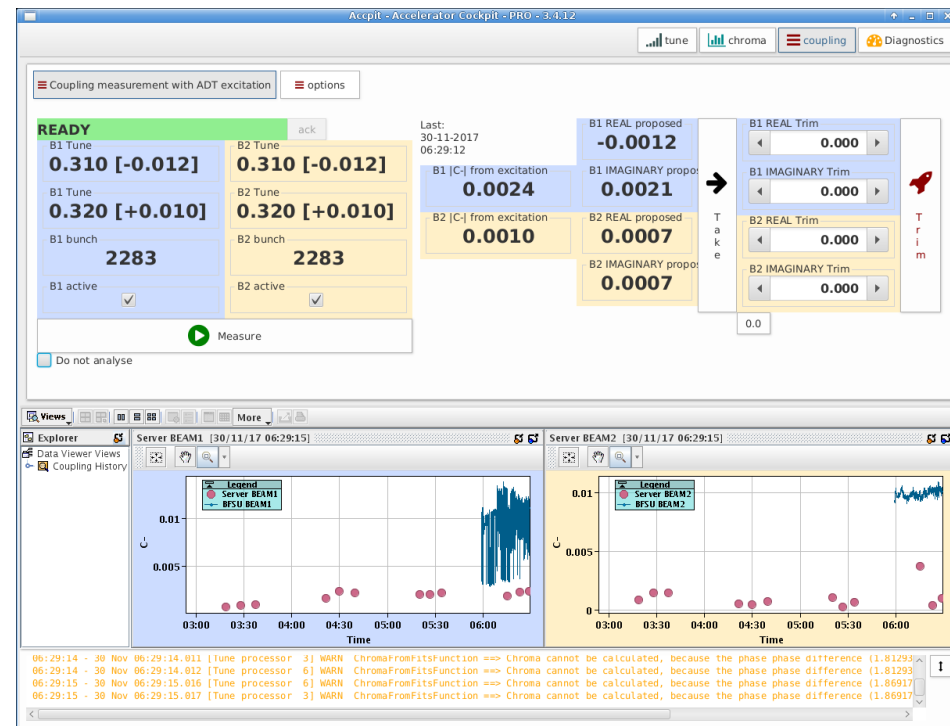 Accpit - Accelerator Cockpit - PRO - 3.4.12
tune chroma coupling Diagnostics
Coupling measurement with ADT excitation options
READY ack
B1 Tune
0.310 [-0.012]
B2 Tune
0.310 [-0.012]
B1 Tune
0.320 [+0.010]
B2 Tune
0.320 [+0.010]
B1 bunch
2283
B2 bunch
2283
B1 active
B2 active
Measure
Do not analyse
Last:
30-11-2017
06:29:12
B1 |C-| from excitation
0.0024
B2 |C-| from excitation
0.0010
B1 REAL proposed
-0.0012
B1 IMAGINARY propos
0.0021
B2 REAL proposed
0.0007
B2 IMAGINARY propos
0.0007
Take
B1 REAL Trim
0.000
B1 IMAGINARY Trim
0.000
B2 REAL Trim
0.000
B2 IMAGINARY Trim
0.000
Trim
0.0
Views More
Explorer
Data Viewer Views
Coupling History
Server BEAM1 [30/11/17 06:29:15]
Legend
Server BEAM1
BFSU BEAM1
C-
0.01
0.005
03:00 03:30 04:00 04:30 05:00 05:30 06:00
Time
Server BEAM2 [30/11/17 06:29:15]
Legend
Server BEAM2
BFSU BEAM2
C-
0.01
0.005
0
03:00 03:30 04:00 04:30 05:00 05:30 06:00
Time
06:29:14 - 30 Nov 06:29:14.011 [Tune processor 3] WARN ChromaFromFitsFunction ==> Chroma cannot be calculated, because the phase phase difference (1.81293
06:29:14 - 30 Nov 06:29:14.012 [Tune processor 6] WARN ChromaFromFitsFunction ==> Chroma cannot be calculated, because the phase phase difference (1.81293
06:29:15 - 30 Nov 06:29:15.016 [Tune processor 6] WARN ChromaFromFitsFunction ==> Chroma cannot be calculated, because the phase phase difference (1.86917
06:29:15 - 30 Nov 06:29:15.017 [Tune processor 3] WARN ChromaFromFitsFunction ==> Chroma cannot be calculated, because the phase phase difference (1.86917